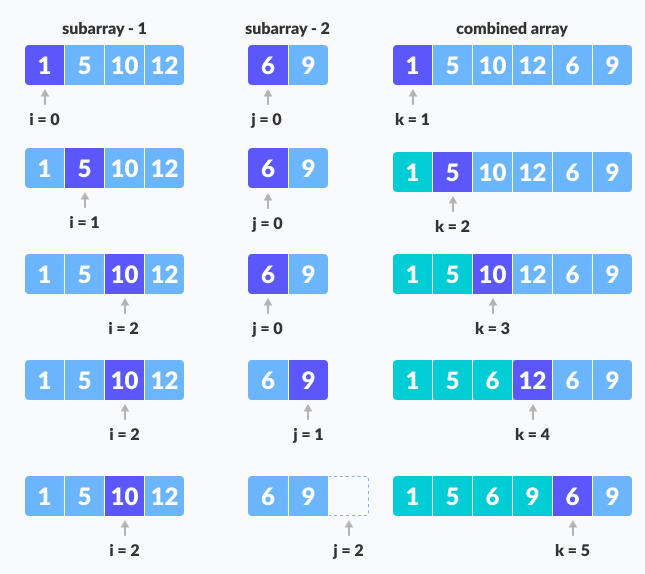 subarray - 1 subarray - 2 combined array
1 5 10 12 6 9 1 5 10 12 6 9
i = 0 j = 0 k = 1
1 5 10 12 6 9 1 5 10 12 6 9
i = 1 j = 0 k = 2
1 5 10 12 6 9 1 5 10 12 6 9
i = 2 j = 0 k = 3
1 5 10 12 6 9 1 5 6 12 6 9
i = 2 j = 1 k = 4
1 5 10 12 6 9 1 5 6 9 6 9
i = 2 j = 2 k = 5